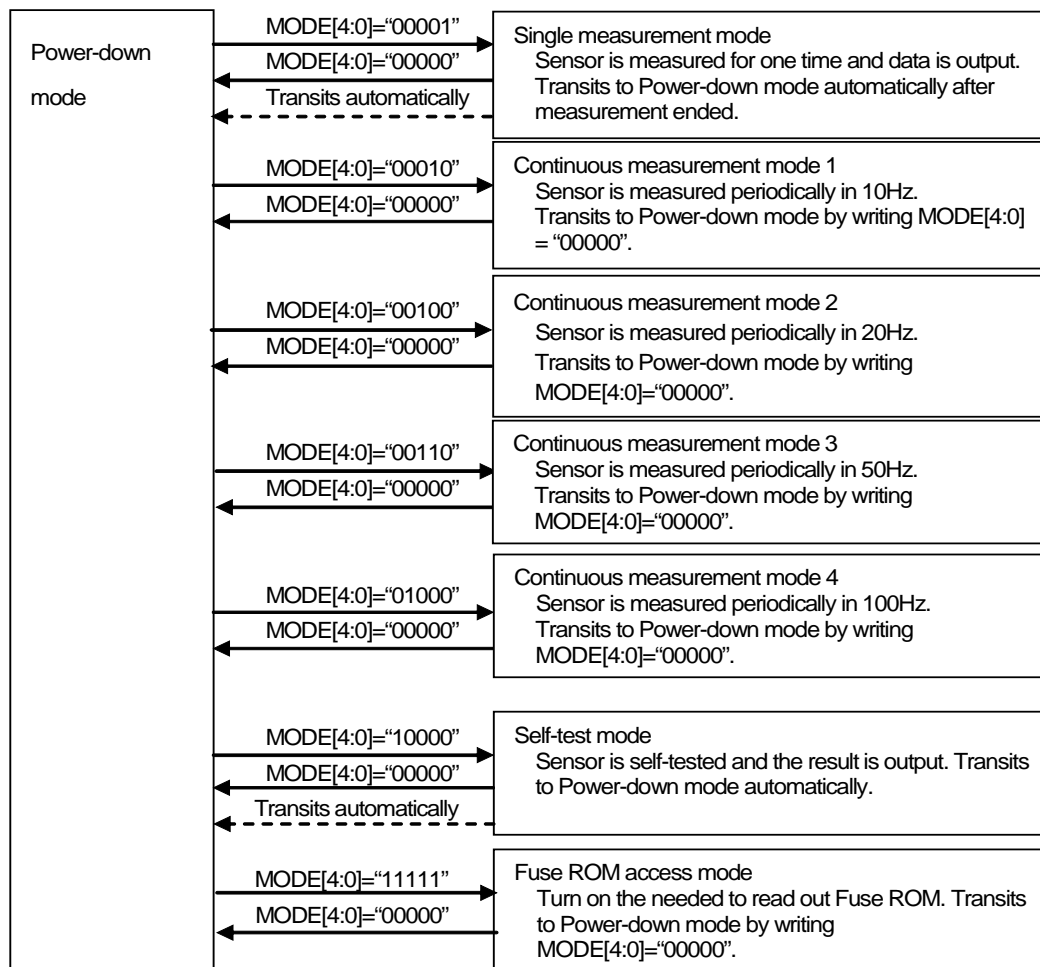 Power-down
mode
MODE[4:0]=“00001”
MODE[4:0]=“00000”
Transits automatically
Single measurement mode
Sensor is measured for one time and data is output.
Transits to Power-down mode automatically after
measurement ended.
MODE[4:0]=“00010”
MODE[4:0]=“00000”
Continuous measurement mode 1
Sensor is measured periodically in 10Hz.
Transits to Power-down mode by writing MODE[4:0]
= “00000”.
MODE[4:0]=“00100”
MODE[4:0]=“00000”
Continuous measurement mode 2
Sensor is measured periodically in 20Hz.
Transits to Power-down mode by writing
MODE[4:0]=“00000”.
MODE[4:0]=“00110”
MODE[4:0]=“00000”
Continuous measurement mode 3
Sensor is measured periodically in 50Hz.
Transits to Power-down mode by writing
MODE[4:0]=“00000”.
MODE[4:0]=“01000”
MODE[4:0]=“00000”
Continuous measurement mode 4
Sensor is measured periodically in 100Hz.
Transits to Power-down mode by writing
MODE[4:0]=“00000”.
MODE[4:0]=“10000”
MODE[4:0]=“00000”
Transits automatically
Self-test mode
Sensor is self-tested and the result is output. Transits
to Power-down mode automatically.
MODE[4:0]=“11111”
MODE[4:0]=“00000”
Fuse ROM access mode
Turn on the needed to read out Fuse ROM. Transits
to Power-down mode by writing
MODE[4:0]=“00000”.